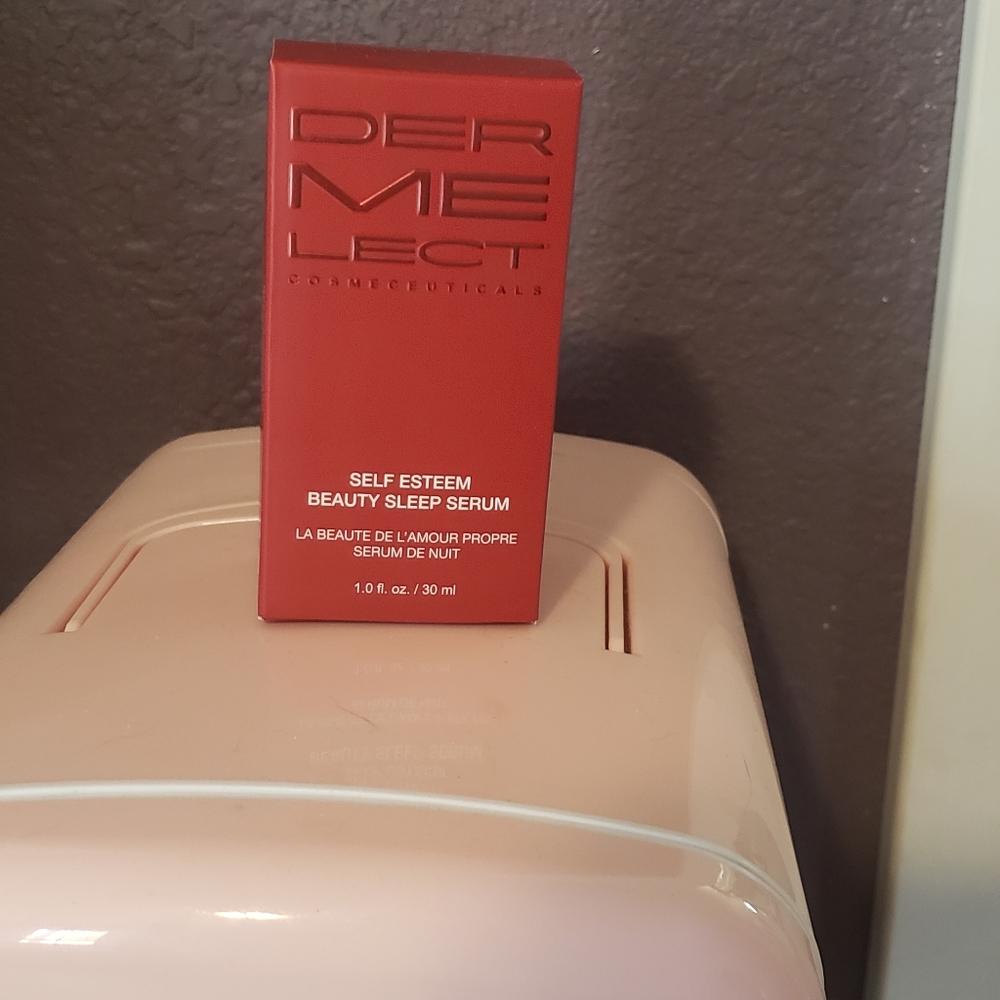 DER
ME
LECT
COSMECEUTICALS
SELF ESTEEM
BEAUTY SLEEP SERUM
LA BEAUTE DE L'AMOUR PROPRE
SERUM DE NUIT
1.0 fl. oz. / 30 ml